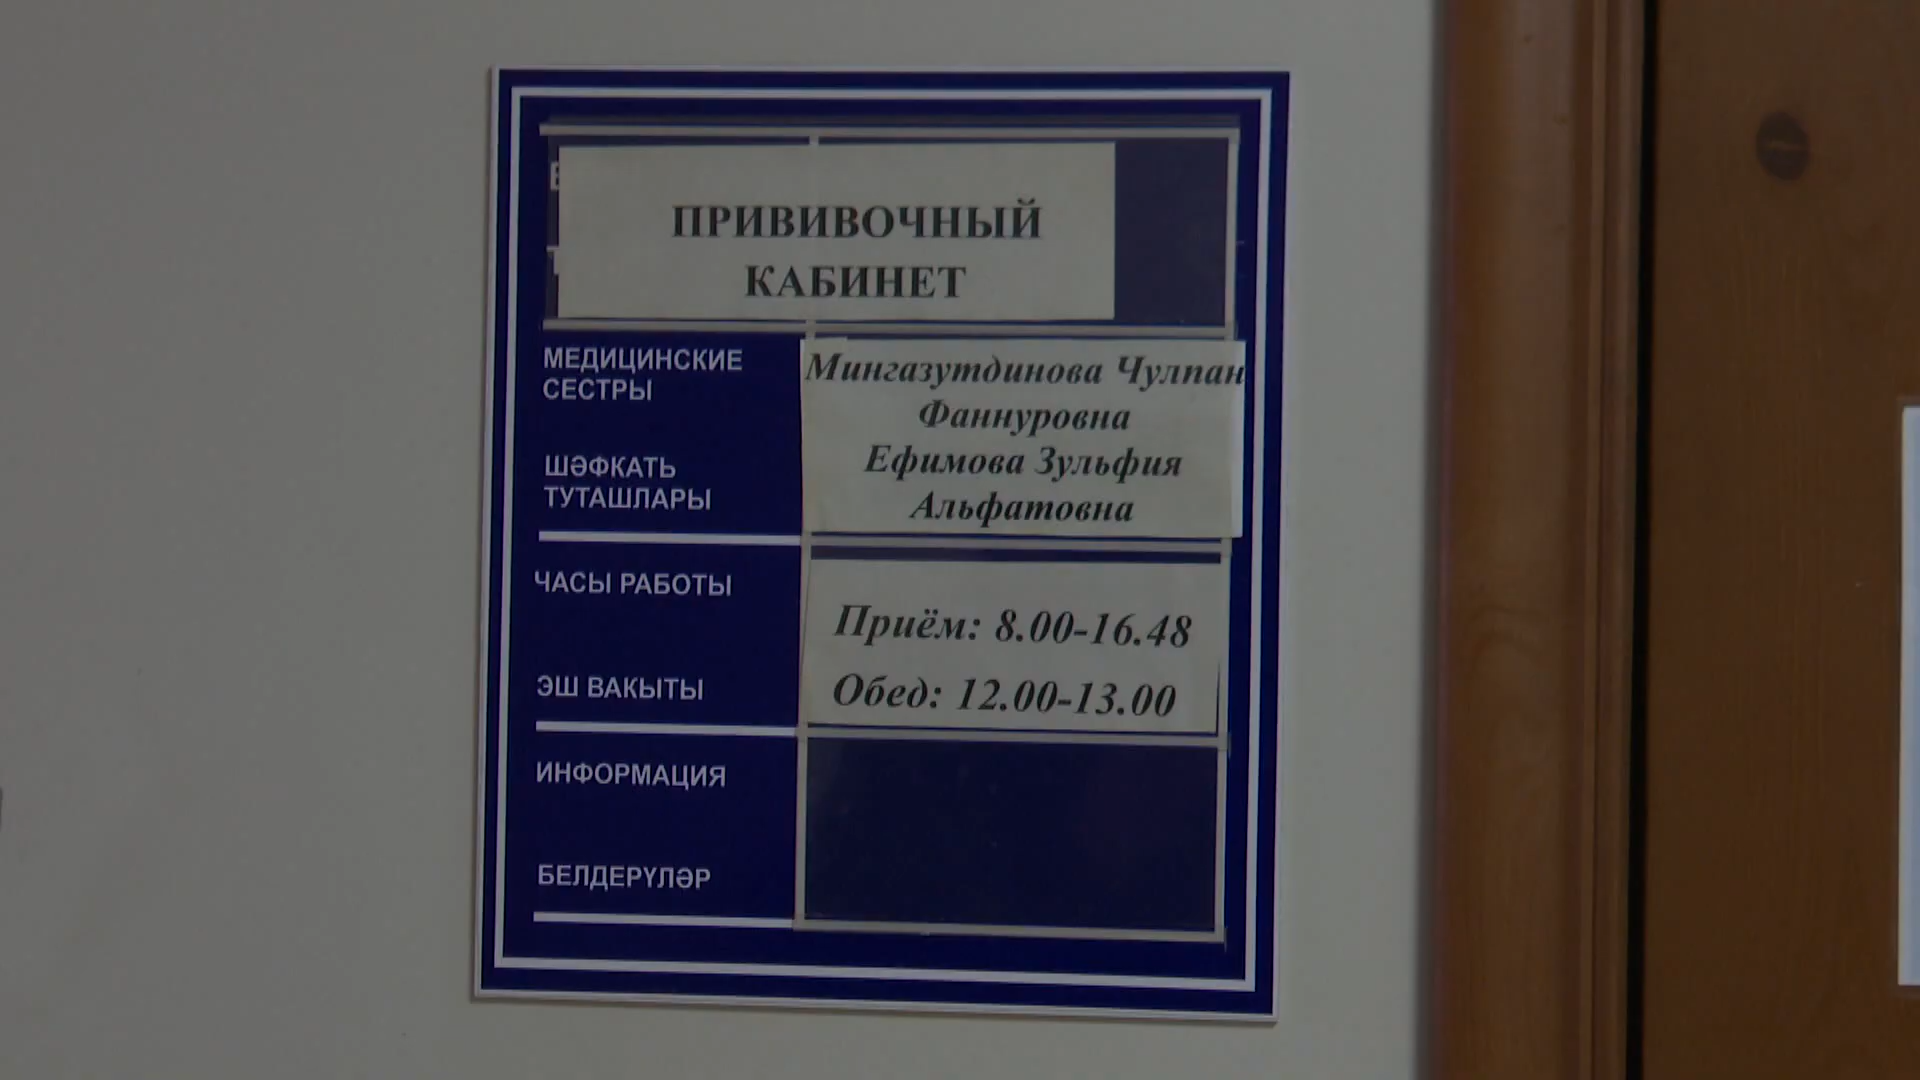 ПРИВИВОЧНЫЙ
КАБИНЕТ
МЕДИЦИНСКИЕ
СЕСТРЫ
ШӘФКАТЬ
ТУТАШЛАРЫ
Мингазутдинова Чулпан
Фаннуровна
Ефимова Зульфия
Альфатовна
ЧАСЫ РАБОТЫ
ЭШ ВАКЫТЫ
Приём: 8.00-16.48
Обед: 12.00-13.00
ИНФОРМАЦИЯ
БЕЛДЕРҮЛӘР